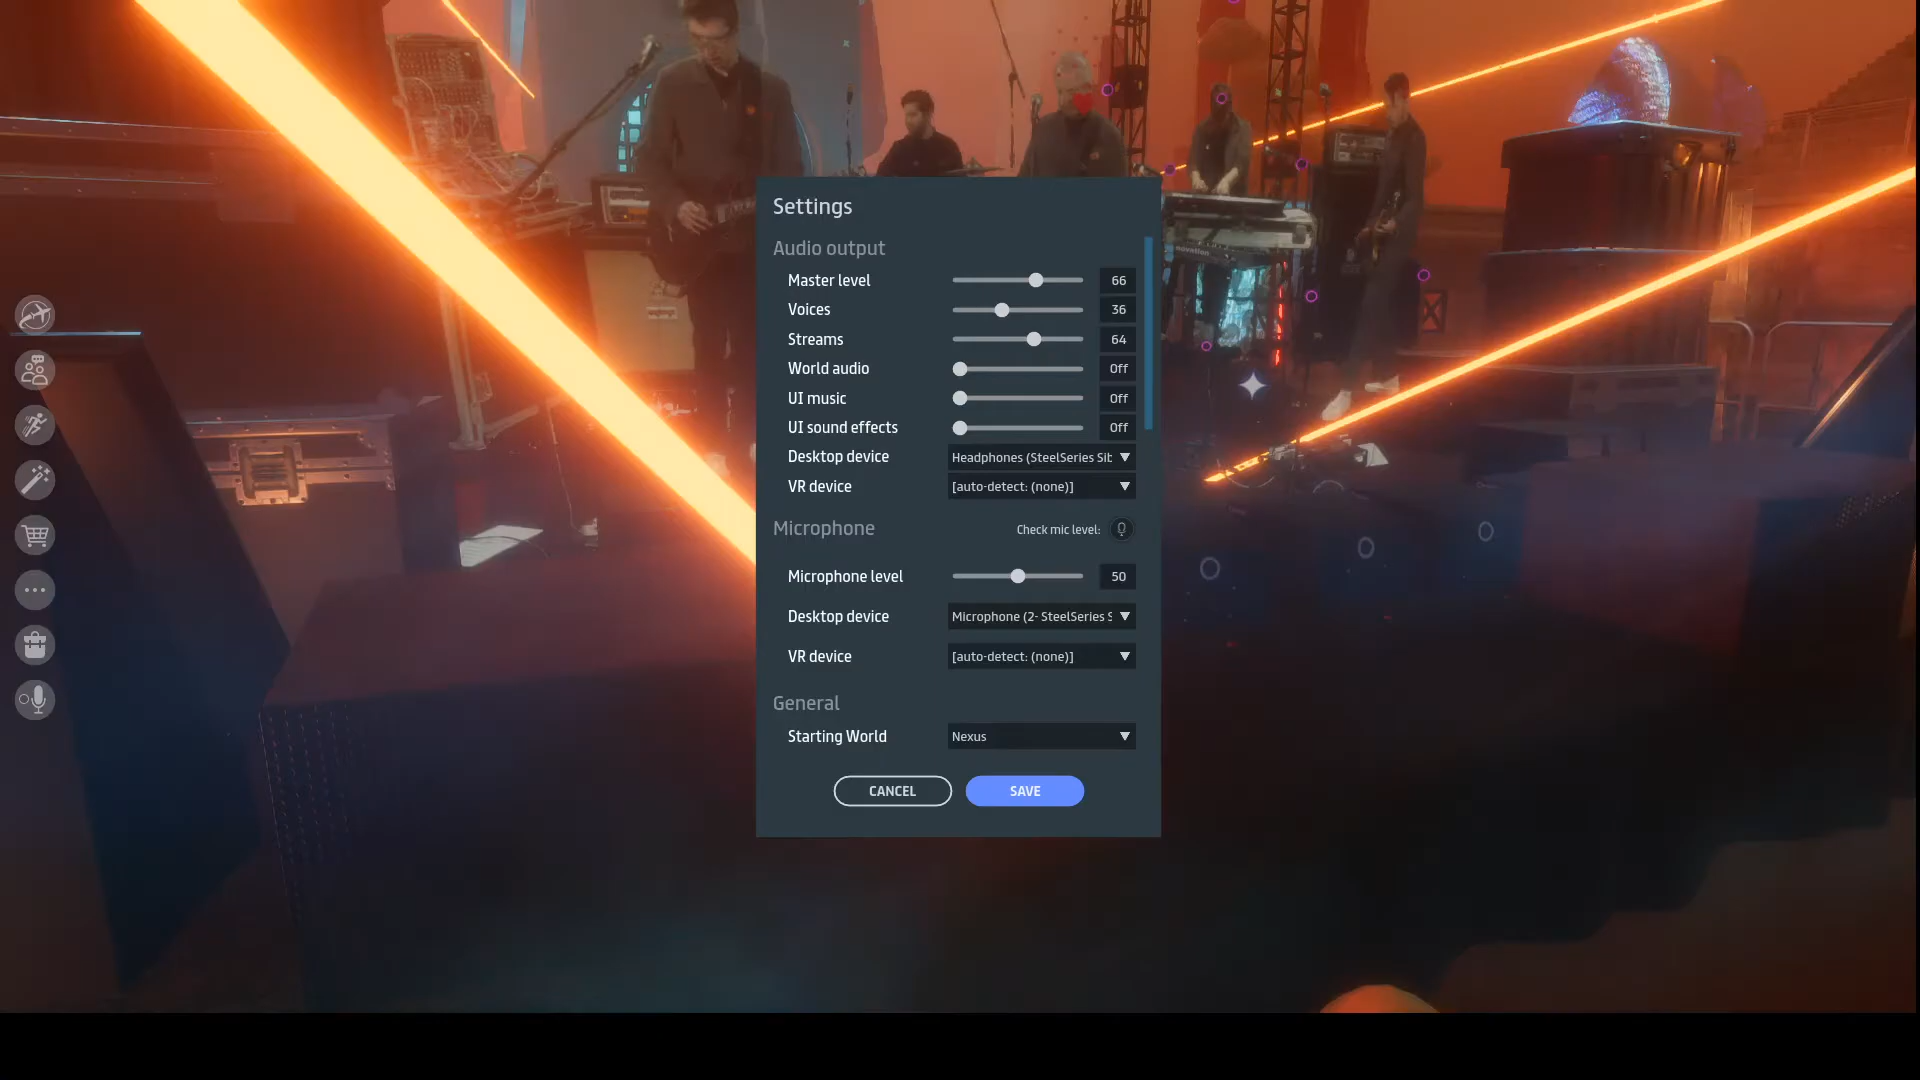 Settings
Audio output
Master level 66
Voices 36
Streams 64
World audio Off
UI music Off
UI sound effects Off
Desktop device Headphones (SteelSeries Sib
VR device [auto-detect: (none)]
Microphone Check mic level:
Microphone level 50
Desktop device Microphone (2- SteelSeries S
VR device [auto-detect: (none)]
General
Starting World Nexus
CANCEL SAVE
novation